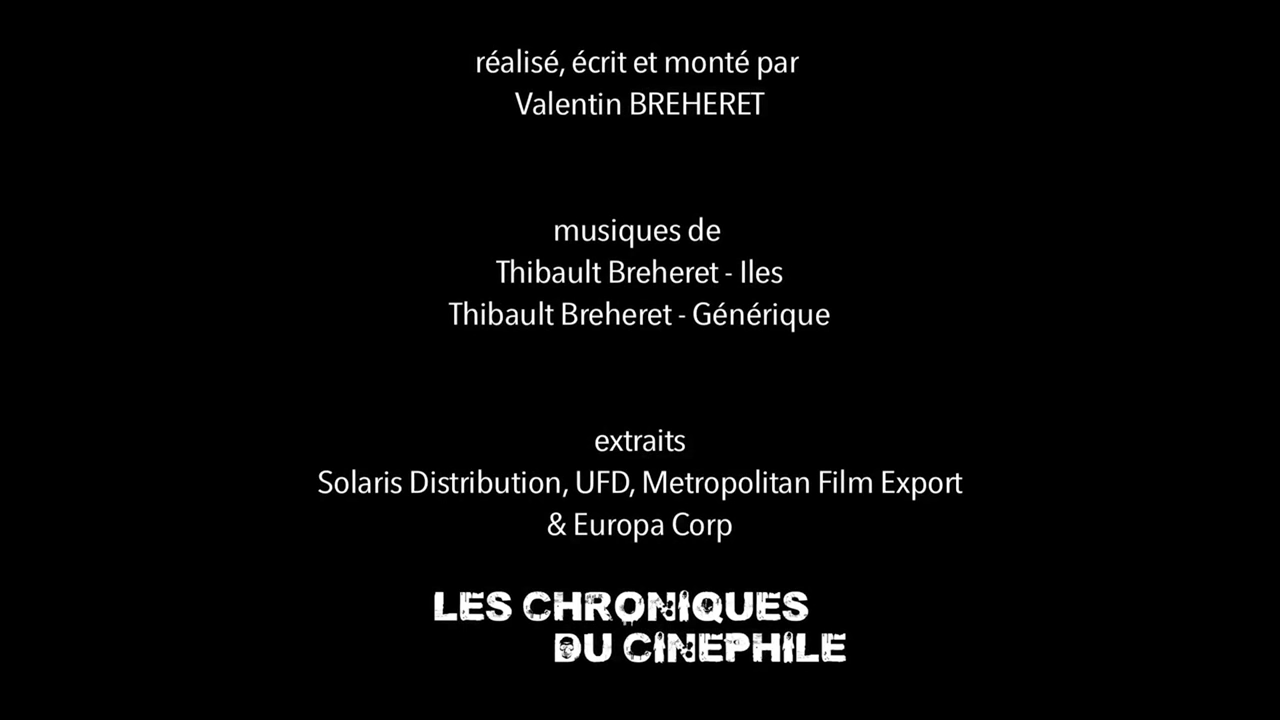 réalisé, écrit et monté par
Valentin BREHERET
musiques de
Thibault Breheret - Iles
Thibault Breheret - Générique
extraits
Solaris Distribution, UFD, Metropolitan Film Export
& Europa Corp
LES CHRONIQUES
DU CINEPHILE